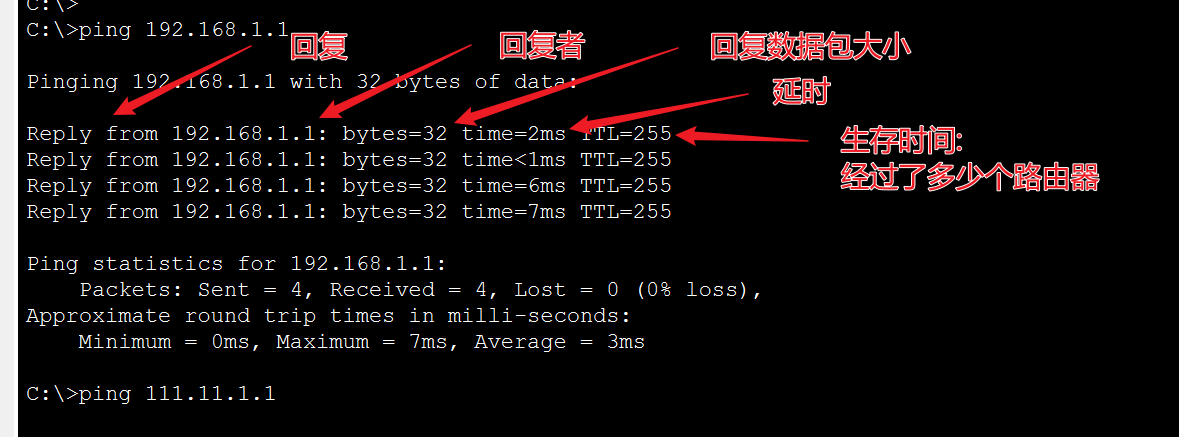 C:\>
C:\>ping 192.168.1.1
回复
回复者
回复数据包大小
Pinging 192.168.1.1 with 32 bytes of data:
延时
Reply from 192.168.1.1: bytes=32 time=2ms TTL=255
生存时间:
经过了多少个路由器
Reply from 192.168.1.1: bytes=32 time<1ms TTL=255
Reply from 192.168.1.1: bytes=32 time=6ms TTL=255
Reply from 192.168.1.1: bytes=32 time=7ms TTL=255
Ping statistics for 192.168.1.1:
Packets: Sent = 4, Received = 4, Lost = 0 (0% loss),
Approximate round trip times in milli-seconds:
Minimum = 0ms, Maximum = 7ms, Average = 3ms
C:\>ping 111.11.1.1